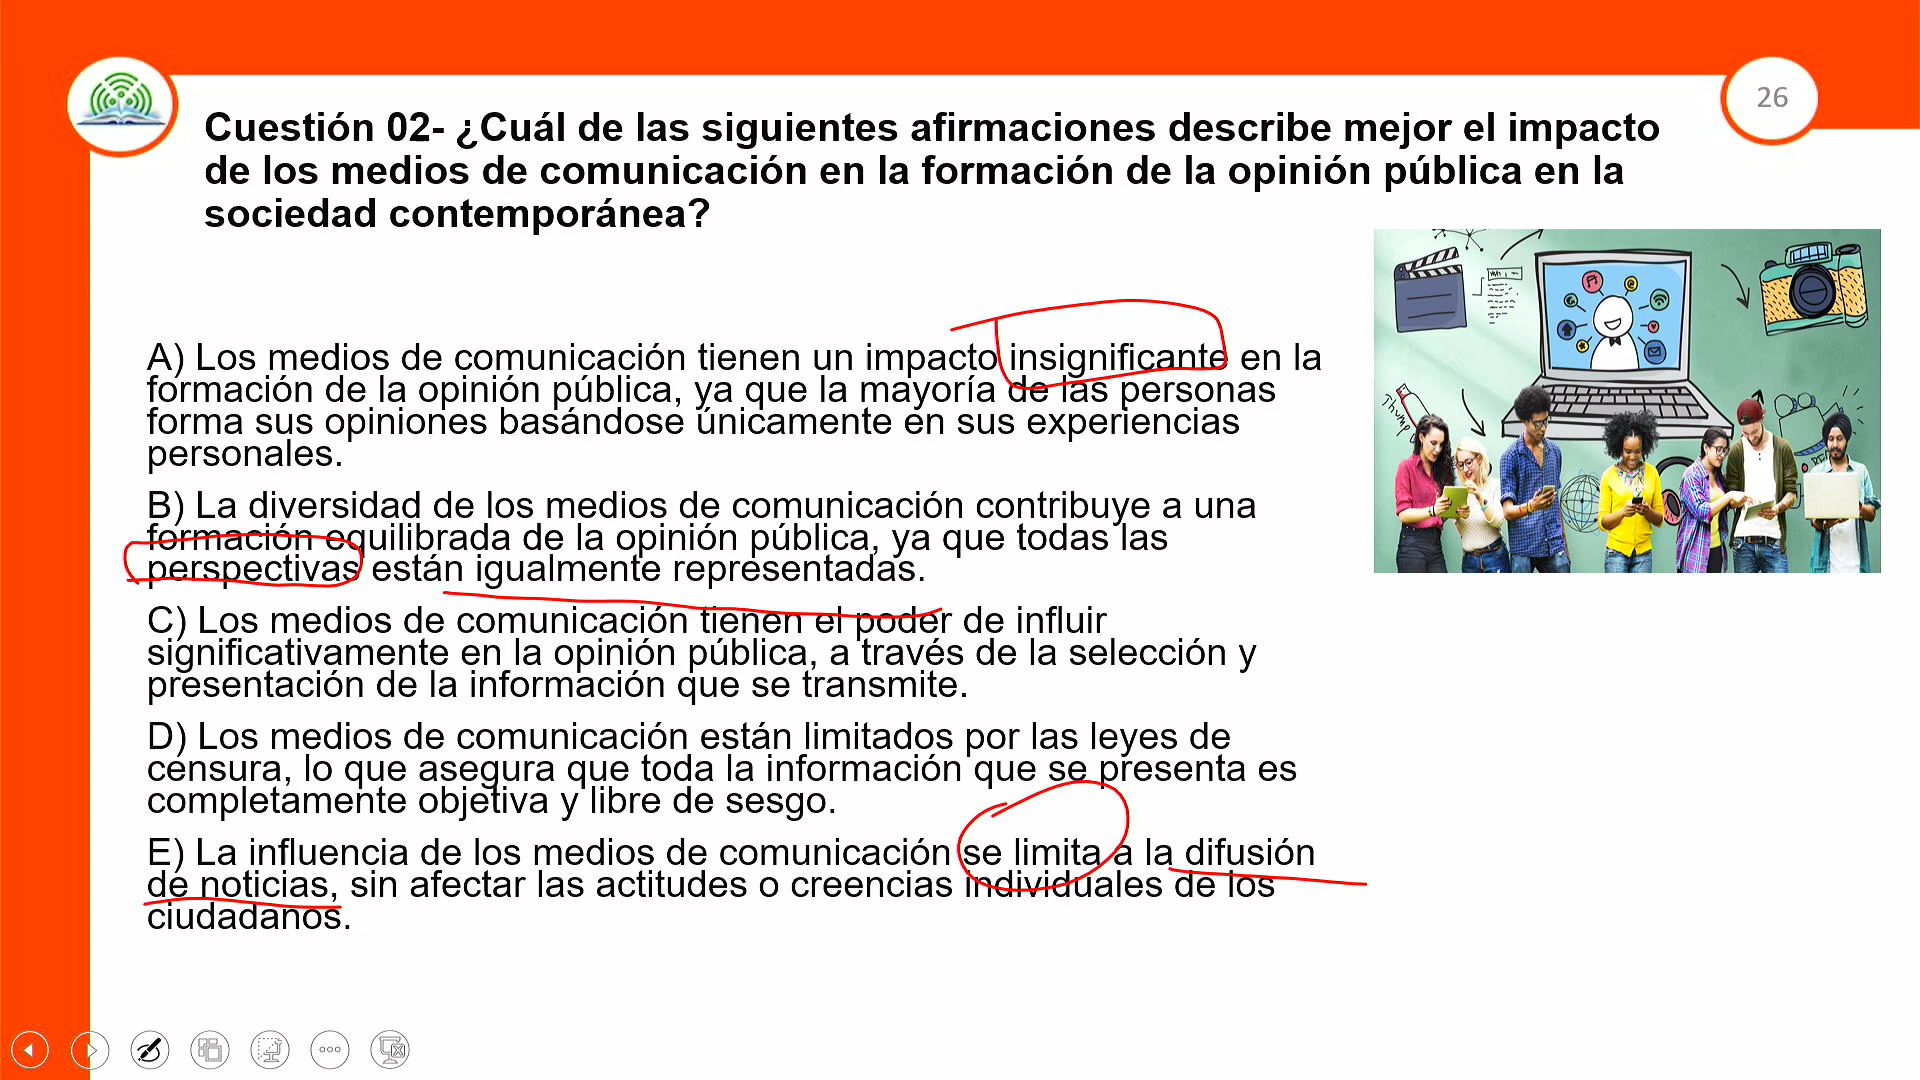 26
Cuestión 02- ¿Cuál de las siguientes afirmaciones describe mejor el impacto
de los medios de comunicación en la formación de la opinión pública en la
sociedad contemporánea?
A) Los medios de comunicación tienen un impacto insignificante en la
formación de la opinión pública, ya que la mayoría de las personas
forma sus opiniones basándose únicamente en sus experiencias
personales.
B) La diversidad de los medios de comunicación contribuye a una
formación equilibrada de la opinión pública, ya que todas las
perspectivas están igualmente representadas.
C) Los medios de comunicación tienen el poder de influir
significativamente en la opinión pública, a través de la selección y
presentación de la información que se transmite.
D) Los medios de comunicación están limitados por las leyes de
censura, lo que asegura que toda la información que se presenta es
completamente objetiva y libre de sesgo.
E) La influencia de los medios de comunicación se limita a la difusión
de noticias, sin afectar las actitudes o creencias individuales de los
ciudadanos.